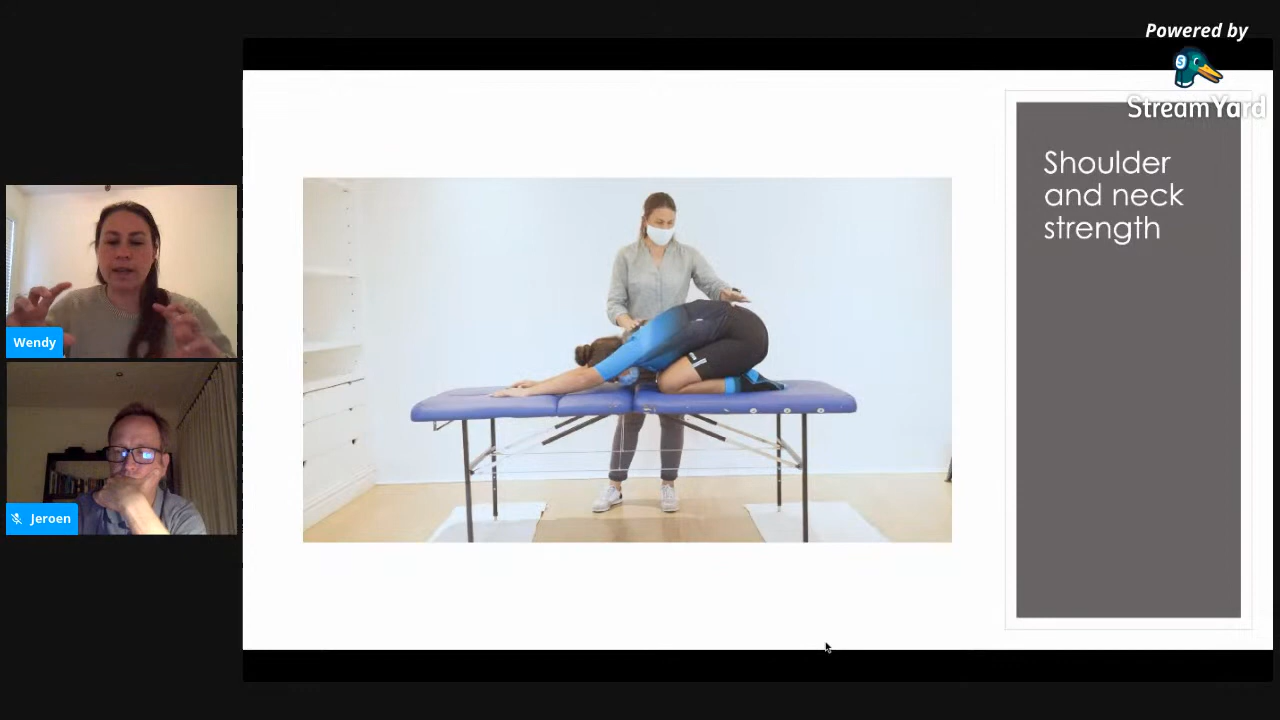 Powered by
StreamYard
Shoulder
and neck
strength
Wendy
Jeroen